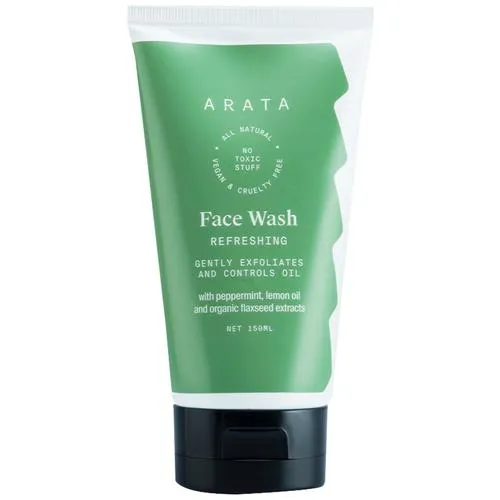 ARATA
ALL NATURAL
VEGAN & CRUELTY FREE
NO
TOXIC
STUFF
Face Wash
REFRESHING
GENTLY EXFOLIATES
AND CONTROLS OIL
with peppermint, lemon oil
and organic flaxseed extracts
NET 150ML